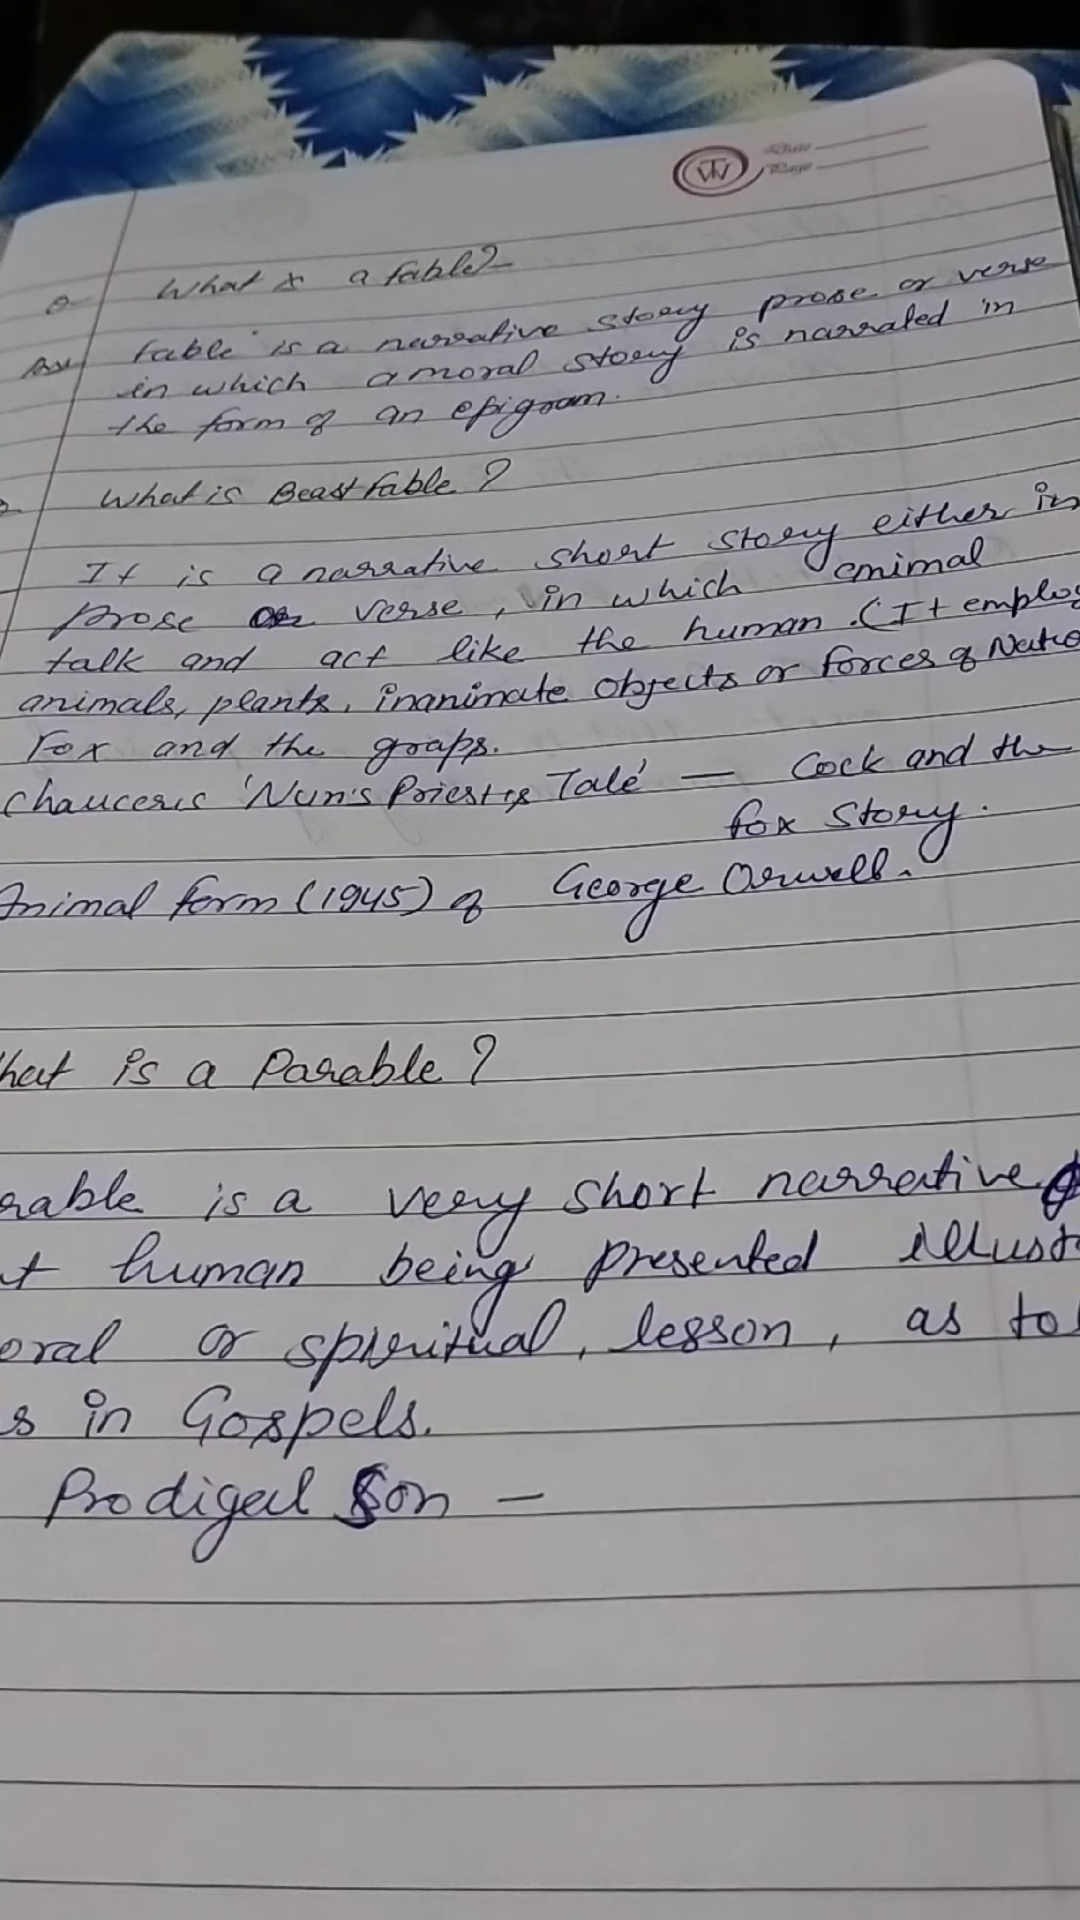 Date
Page
Q What is a fable?
Ans fable is a narrative story prose or verse
in which a moral story is narrated in
the form of an epigram.
What is Beast fable ?
It is a narrative short story either in
prose or verse, in which animal
talk and act like the human. (It employ
animals, plants, inanimate objects or forces of Natu
Fox and the graps.
Chauceris 'Nun's Priest's Tale' — Cock and the
fox Story.
Animal form (1945) of George Orwell.
hat is a Parable ?
rable is a very short narrative
t human being presented illust
oral or spiritual, lesson, as to
s in Gospels.
Prodigal Son —